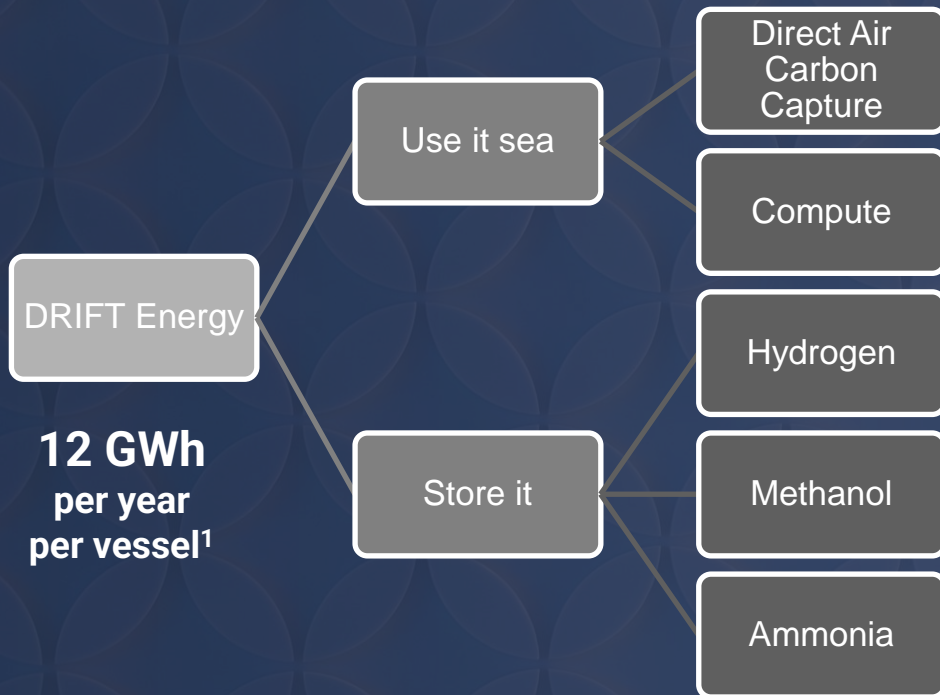 DRIFT Energy
12 GWh
per year
per vessel¹
Use it sea
Direct Air
Carbon
Capture
Compute
Store it
Hydrogen
Methanol
Ammonia